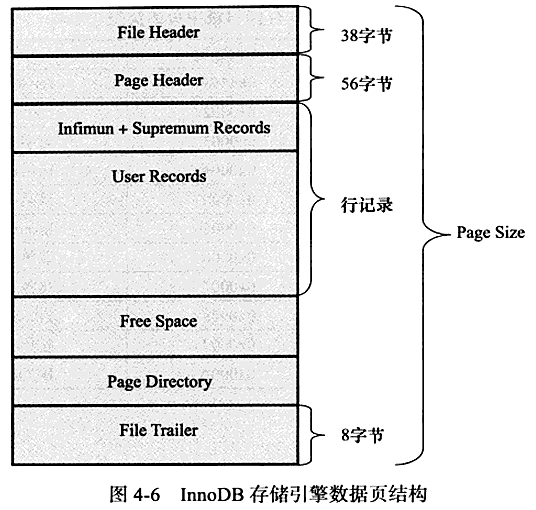 File Header
38字节
Page Header
56字节
Infimun + Supremum Records
User Records
行记录
Page Size
Free Space
Page Directory
File Trailer
8字节
图 4-6 InnoDB 存储引擎数据页结构